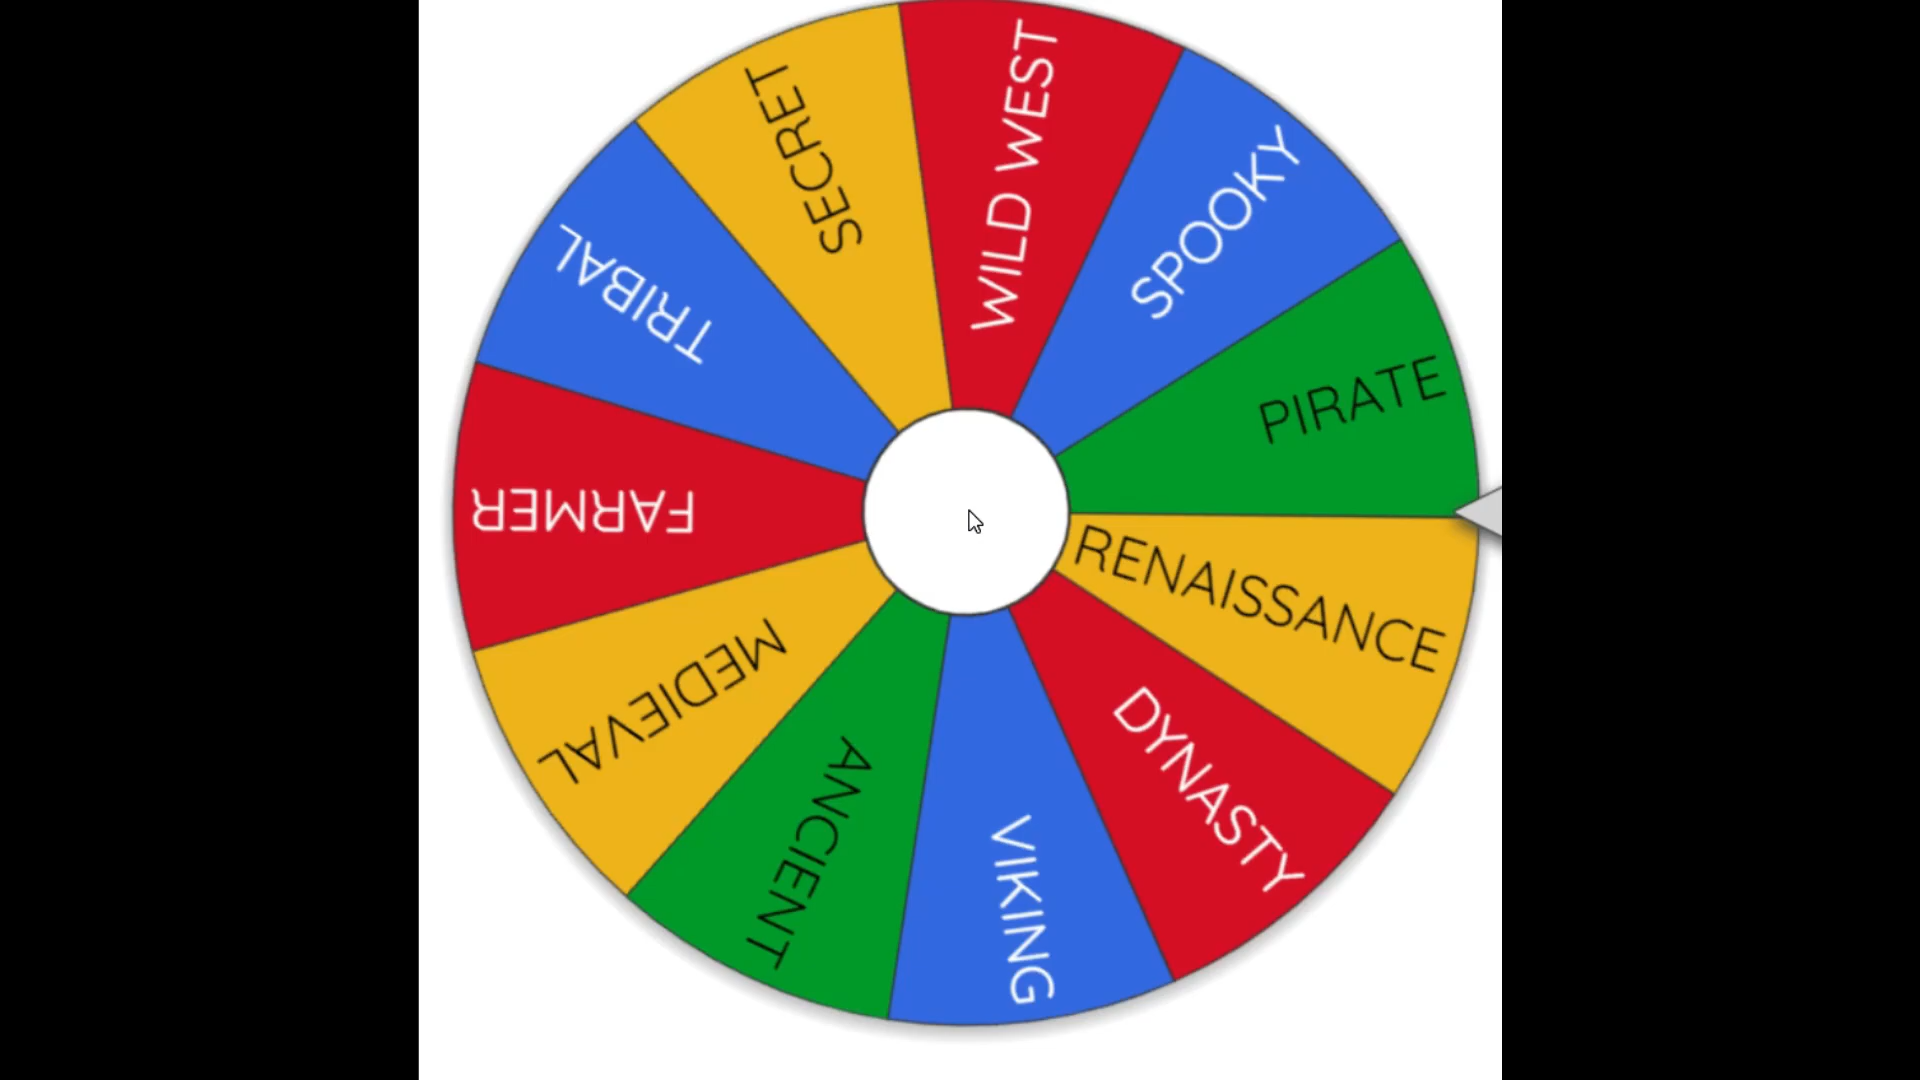 WILD WEST
SPOOKY
PIRATE
RENAISSANCE
DYNASTY
VIKING
ANCIENT
MEDIEVAL
FARMER
TRIBAL
SECRET